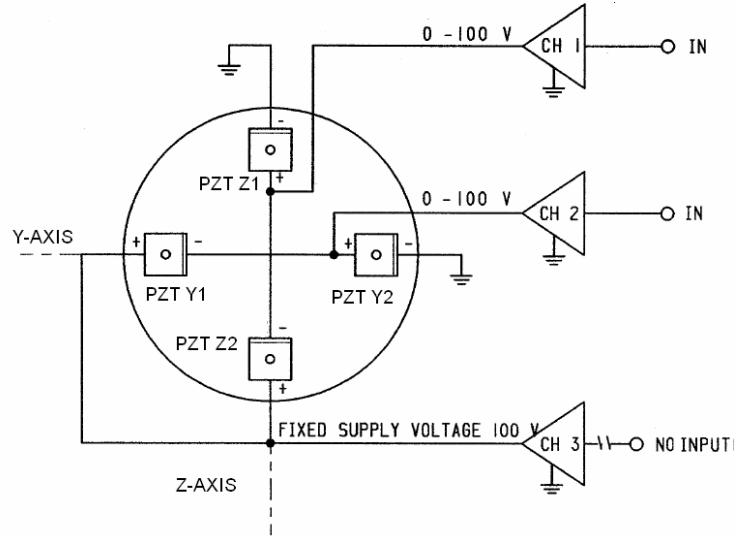 0 -100 V
CH 1
IN
-
PZT Z1
+
0 -100 V
CH 2
IN
Y-AXIS
+
-
+
-
PZT Y1
PZT Y2
-
PZT Z2
+
FIXED SUPPLY VOLTAGE 100 V
CH 3
NO INPUT!
Z-AXIS